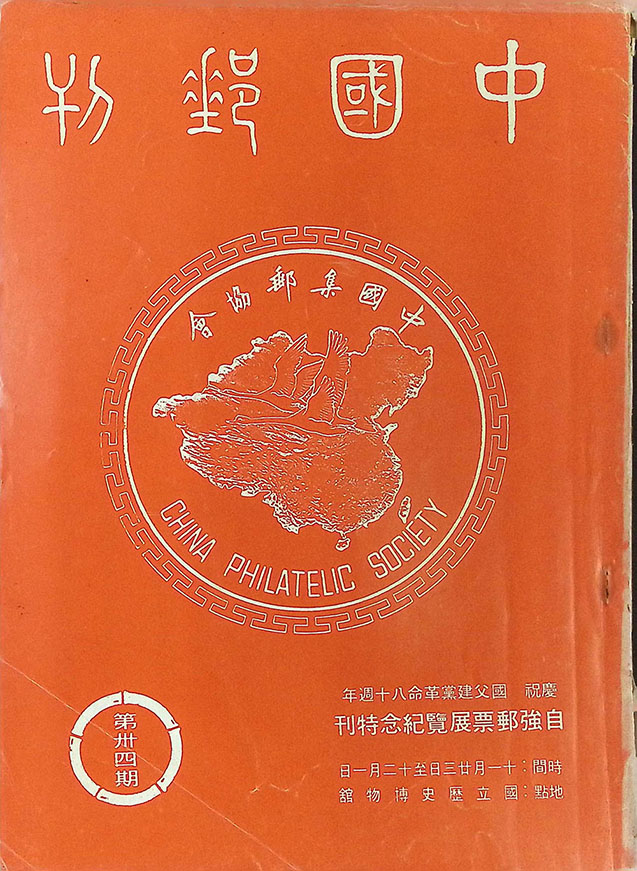 中國郵刊
中國集郵協會
CHINA PHILATELIC SOCIETY
慶祝 國父建黨革命八十週年
自強郵票展覽紀念特刊
時間：十一月廿三日至十二月一日
地點：國立歷史博物舘
第卅四期